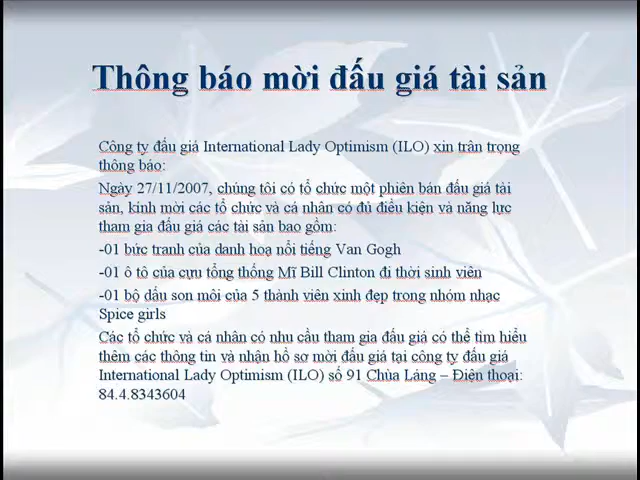 Thông báo mời đấu giá tài sản
Công ty đấu giá International Lady Optimism (ILO) xin trân trọng
thông báo:
Ngày 27/11/2007, chúng tôi có tổ chức một phiên bán đấu giá tài
sản, kính mời các tổ chức và cá nhân có đủ điều kiện và năng lực
tham gia đấu giá các tài sản bao gồm:
-01 bức tranh của danh hoạ nổi tiếng Van Gogh
-01 ô tô của cựu tổng thống Mĩ Bill Clinton đi thời sinh viên
-01 bộ dấu son môi của 5 thành viên xinh đẹp trong nhóm nhạc
Spice girls
Các tổ chức và cá nhân có nhu cầu tham gia đấu giá có thể tìm hiểu
thêm các thông tin và nhận hồ sơ mời đấu giá tại công ty đấu giá
International Lady Optimism (ILO) số 91 Chùa Láng – Điện thoại:
84.4.8343604